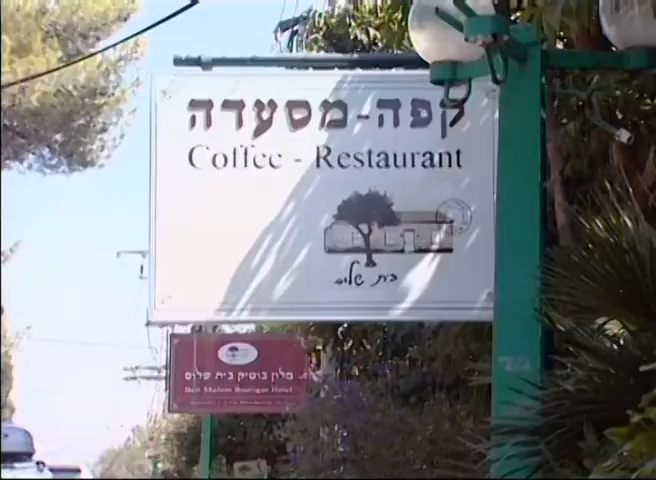 קפה-מסעדה
Coffee - Restaurant
בית שלום
מלון בוטיק בית שלום
Beit Shalom Boutique Hotel